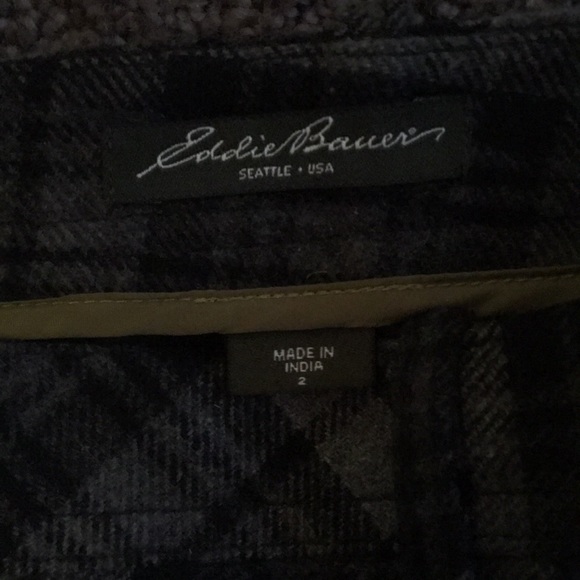 Eddie Bauer
SEATTLE • USA
MADE IN
INDIA
2